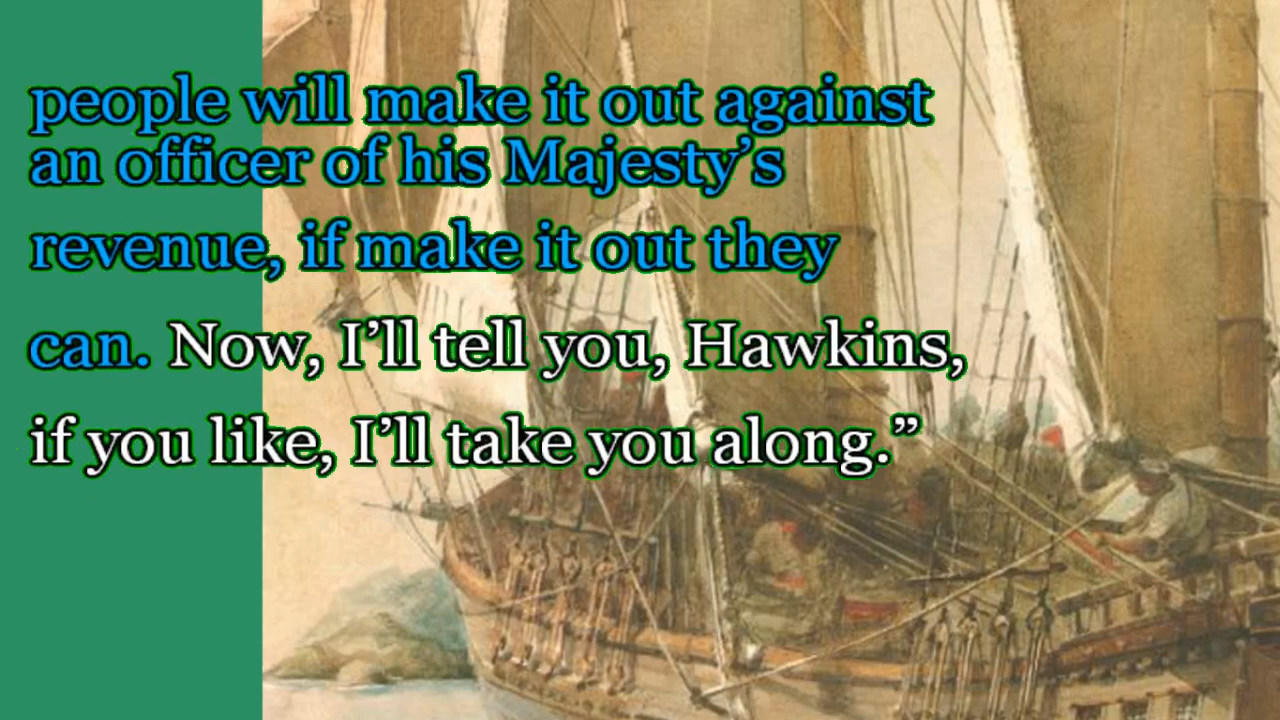 people will make it out against
an officer of his Majesty’s
revenue, if make it out they
can. Now, I’ll tell you, Hawkins,
if you like, I’ll take you along.”